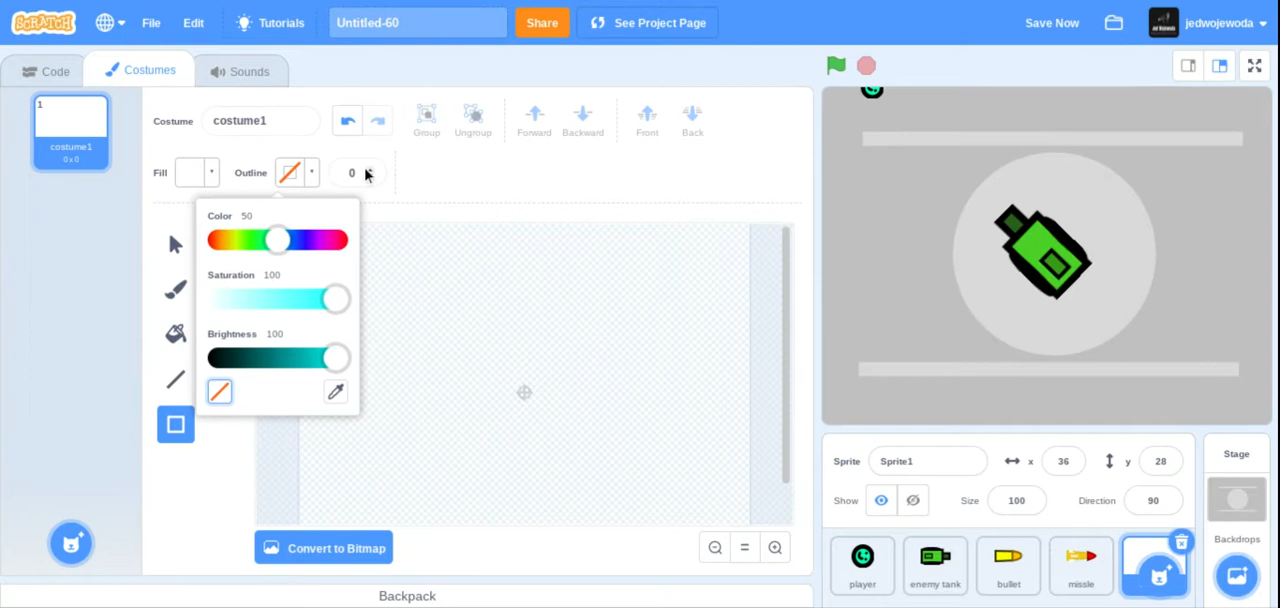 SCRATCH File Edit Tutorials Untitled-60 Share See Project Page Save Now jedwojewoda
Code Costumes Sounds
1
costume1
0 x 0
Costume costume1 Group Ungroup Forward Backward Front Back
Fill Outline 0
Color 50
Saturation 100
Brightness 100
Convert to Bitmap
Backpack
Sprite Sprite1 x 36 y 28
Show Size 100 Direction 90
player enemy tank bullet missle
Stage
Backdrops